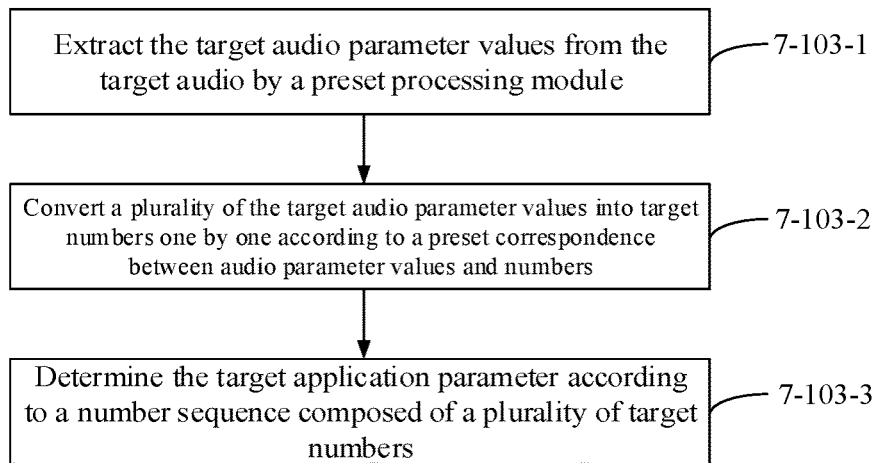 Extract the target audio parameter values from the
target audio by a preset processing module
7-103-1
Convert a plurality of the target audio parameter values into target
numbers one by one according to a preset correspondence
between audio parameter values and numbers
7-103-2
Determine the target application parameter according
to a number sequence composed of a plurality of target
numbers
7-103-3